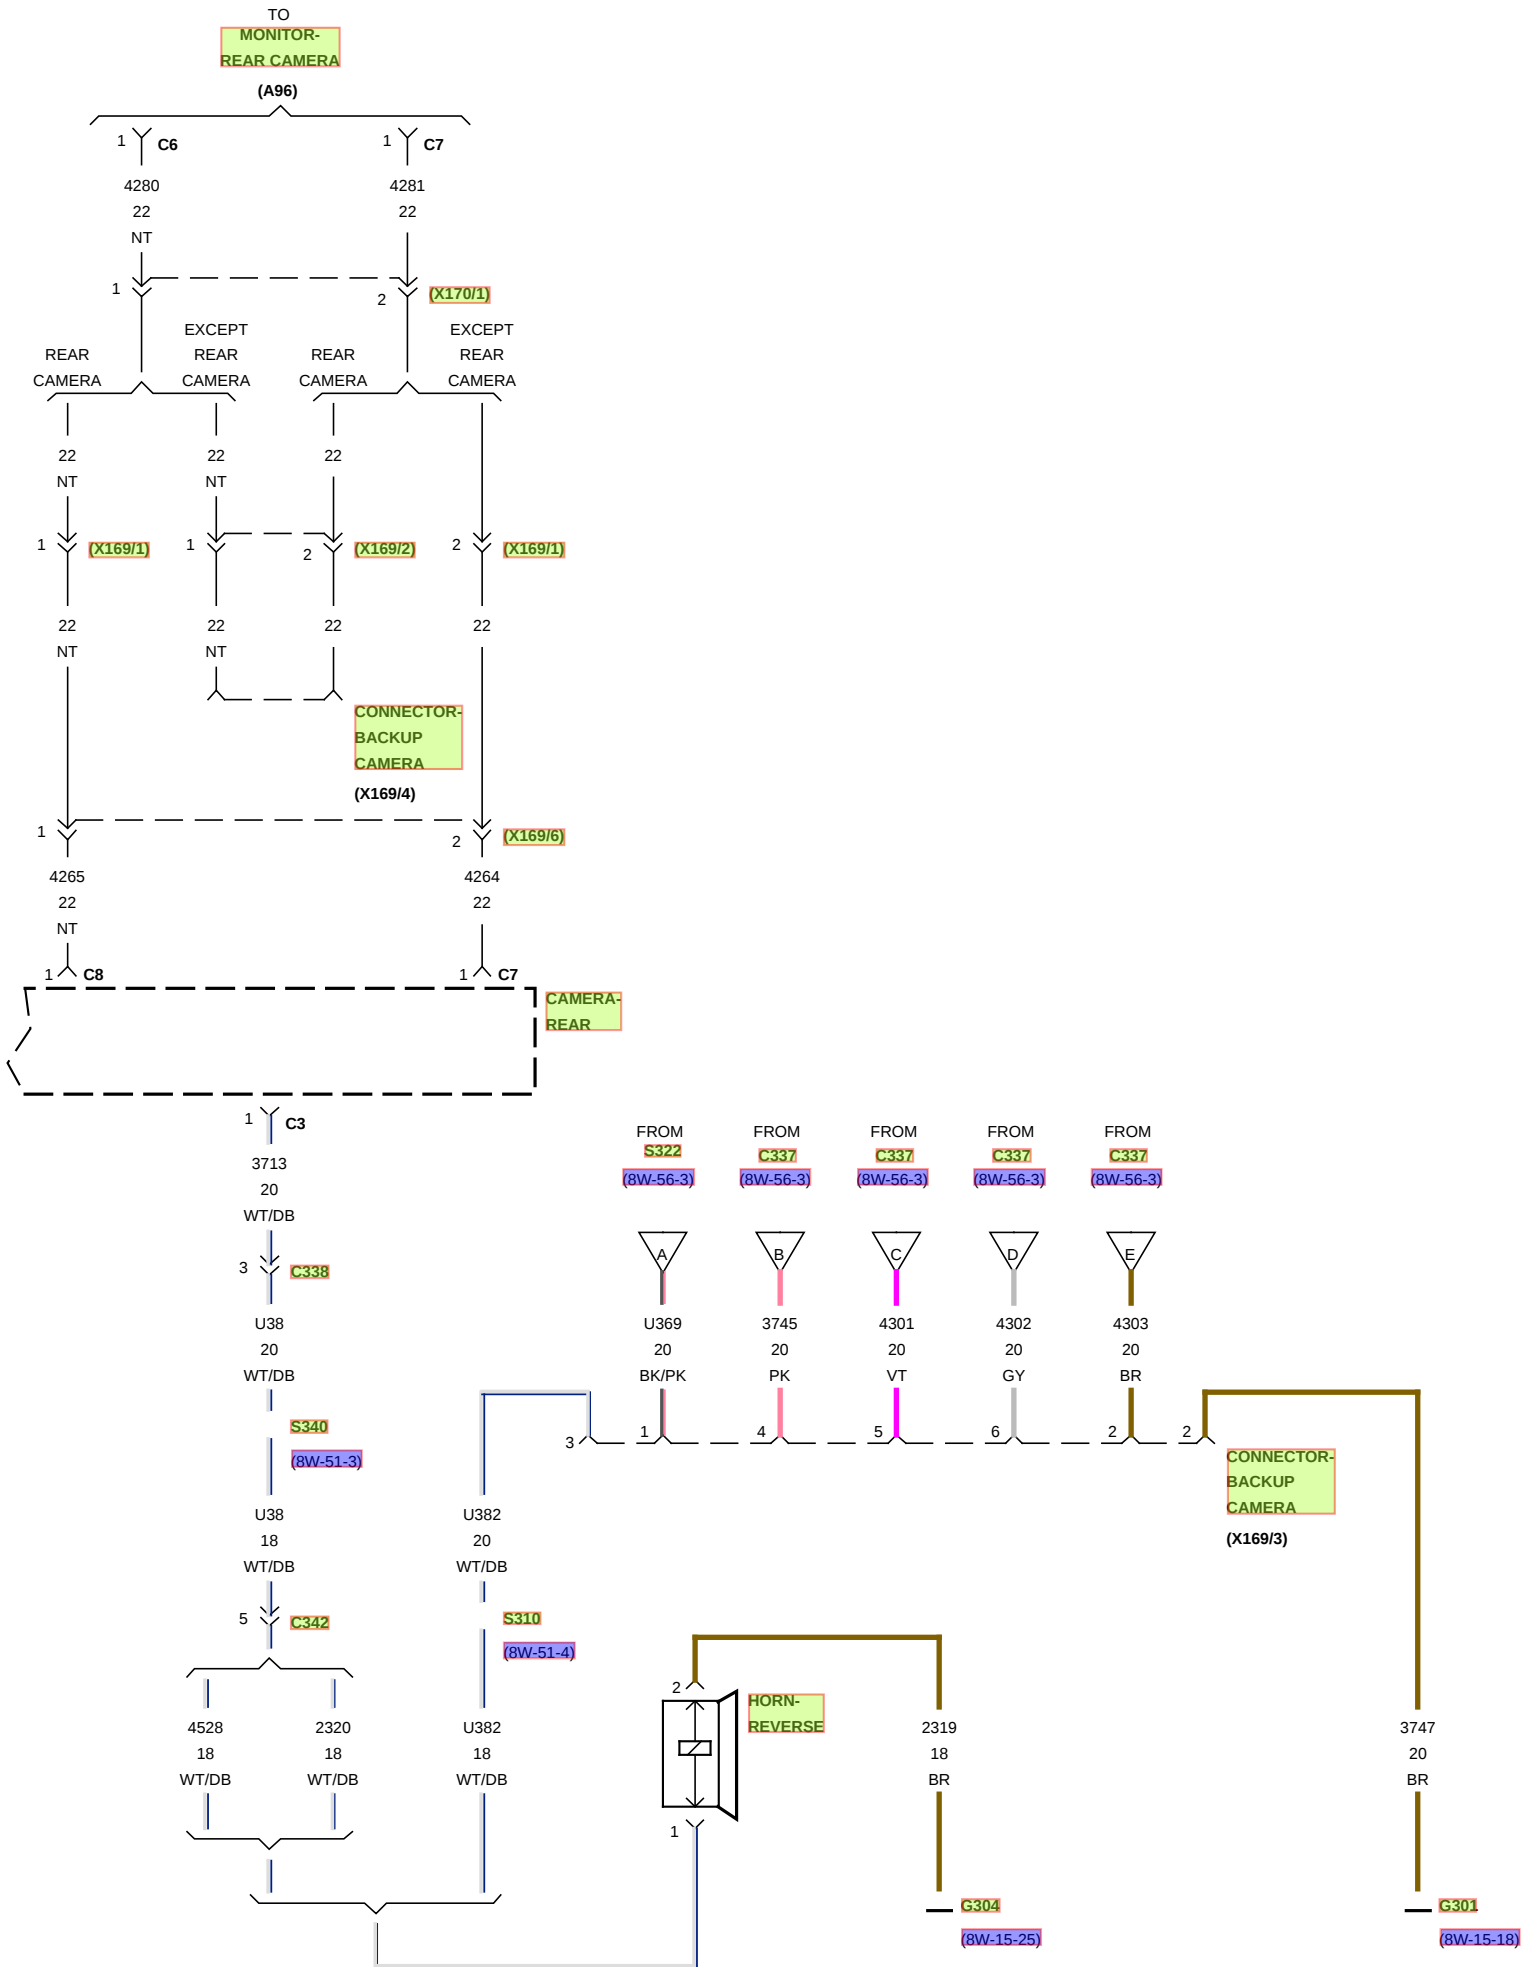 TO
MONITOR-
REAR CAMERA
(A96)
1 C6 1 C7
4280 4281
22 22
NT
1 2 (X170/1)
EXCEPT EXCEPT
REAR REAR REAR REAR
CAMERA CAMERA CAMERA CAMERA
22 22 22
NT NT
1 (X169/1) 1 2 (X169/2) 2 (X169/1)
22 22 22 22
NT NT
CONNECTOR-
BACKUP
CAMERA
(X169/4)
1 2 (X169/6)
4265 4264
22 22
NT
1 C8 1 C7
CAMERA-
REAR
1 C3
3713
20
WT/DB
3 C338
U38
20
WT/DB
S340
(8W-51-3)
U38
18
WT/DB
5 C342
4528 2320
18 18
WT/DB WT/DB
FROM FROM FROM FROM FROM
S322 C337 C337 C337 C337
(8W-56-3) (8W-56-3) (8W-56-3) (8W-56-3) (8W-56-3)
A B C D E
U369 3745 4301 4302 4303
20 20 20 20 20
BK/PK PK VT GY BR
3 1 4 5 6 2 2
CONNECTOR-
BACKUP
CAMERA
(X169/3)
U382
20
WT/DB
S310
(8W-51-4)
U382
18
WT/DB
2
HORN-
REVERSE
1
2319
18
BR
G304
(8W-15-25)
3747
20
BR
G301
(8W-15-18)